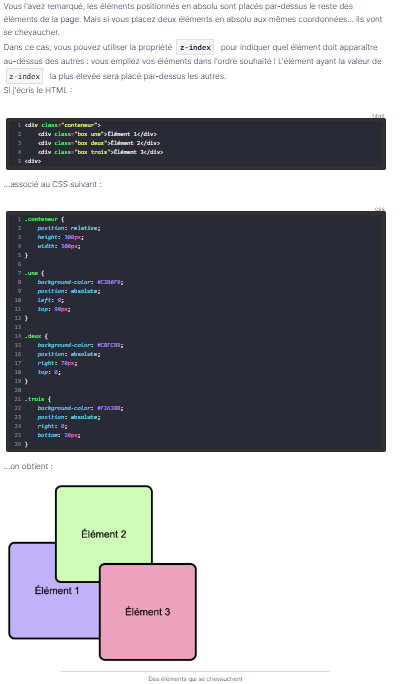 Vous l'avez remarqué, les éléments positionnés en absolu sont placés par-dessus le reste des
éléments de la page. Mais si vous placez deux éléments en absolu aux mêmes coordonnées... ils vont
se chevaucher.
Dans ce cas, vous pouvez utiliser la propriété z-index pour indiquer quel élément doit apparaître
au-dessus des autres : vous empilez vos éléments dans l'ordre souhaité ! L'élément ayant la valeur de
z-index la plus élevée sera placé par-dessus les autres.
Si j'écris le HTML :
html
1 <div class="conteneur">
2 <div class="box une">Élément 1</div>
3 <div class="box deux">Élément 2</div>
4 <div class="box trois">Élément 3</div>
5 <div>
...associé au CSS suivant :
css
1 .conteneur {
2 position: relative;
3 height: 300px;
4 width: 300px;
5 }
6
7 .une {
8 background-color: #C2B0F9;
9 position: absolute;
10 left: 0;
11 top: 90px;
12 }
13
14 .deux {
15 background-color: #CBFCB9;
16 position: absolute;
17 right: 70px;
18 top: 0;
19 }
20
21 .trois {
22 background-color: #F2A3BB;
23 position: absolute;
24 right: 0;
25 bottom: 20px;
26 }
...on obtient :
Élément 2
Élément 1
Élément 3
Des éléments qui se chevauchent